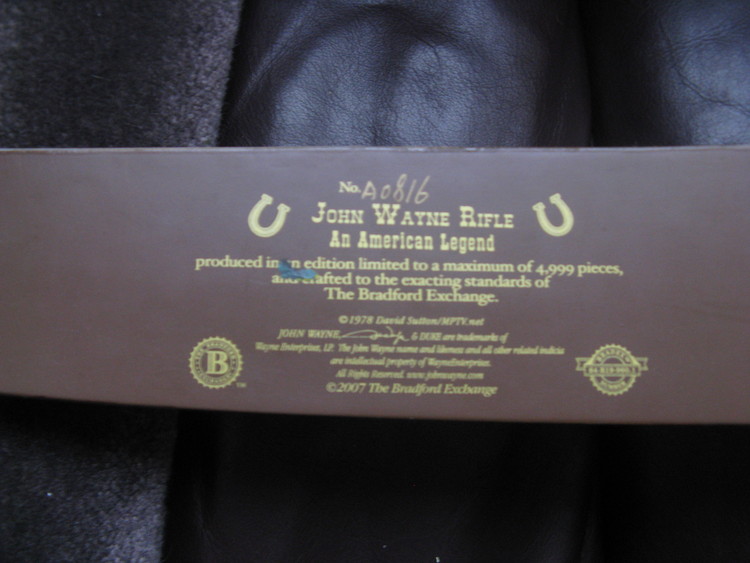 No. A0816
JOHN WAYNE RIFLE
An American Legend
produced in an edition limited to a maximum of 4,999 pieces,
and crafted to the exacting standards of
The Bradford Exchange.
©1978 David Sutton/MPTV.net
JOHN WAYNE, & DUKE are trademarks of
Wayne Enterprises, LP. The John Wayne name and likeness and all other related indicia
are intellectual property of Wayne Enterprises.
All Rights Reserved. www.johnwayne.com
©2007 The Bradford Exchange
B
TM